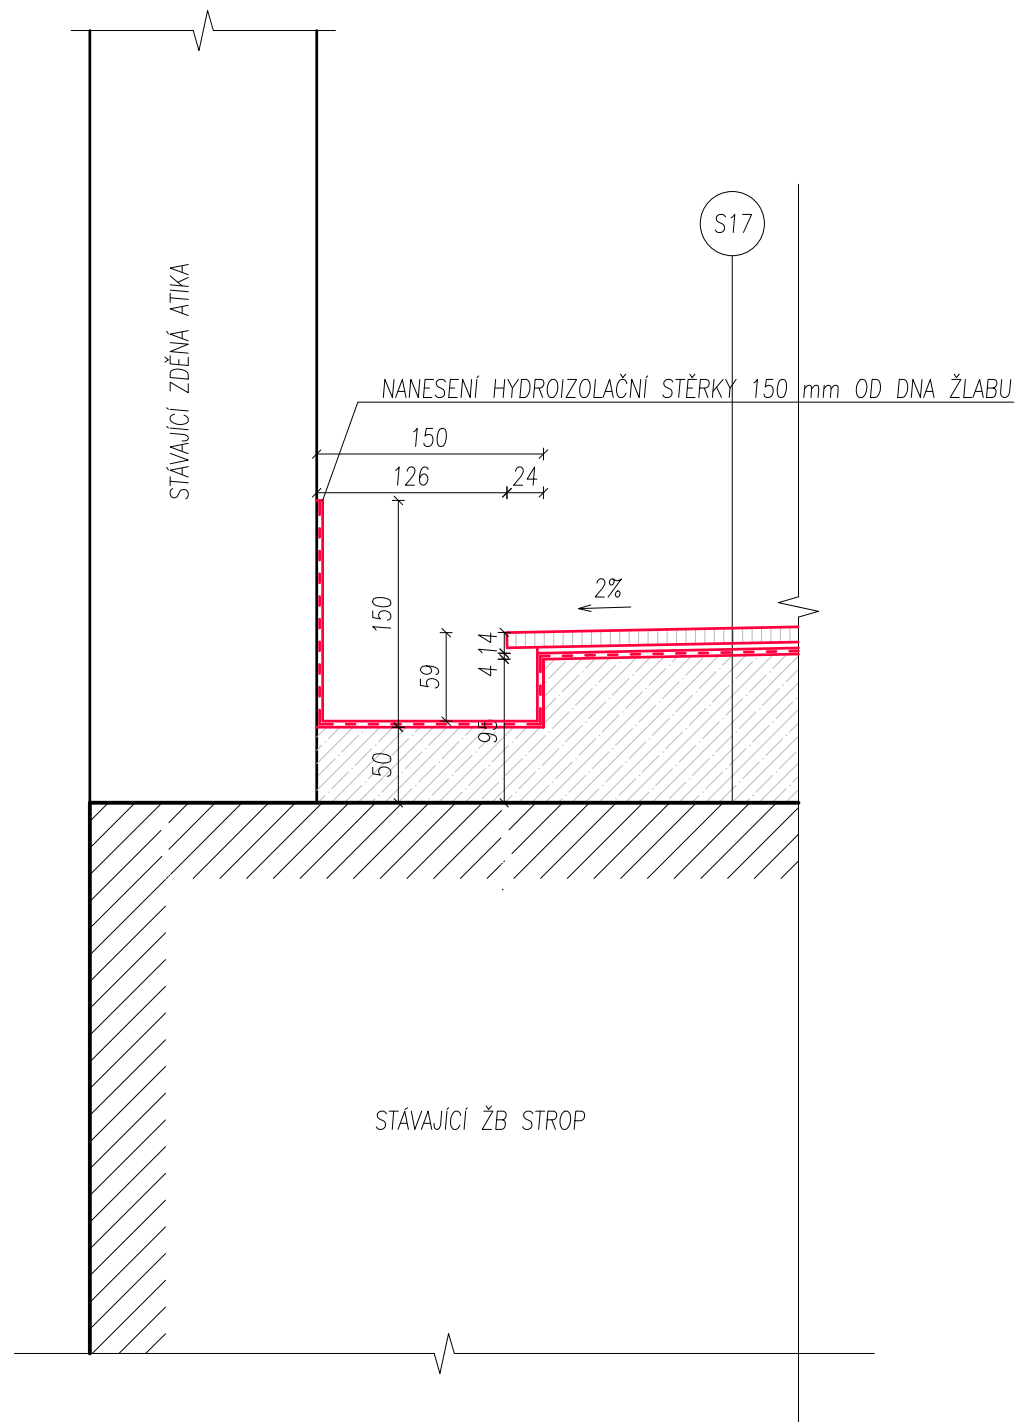 S17
STÁVAJÍCÍ ZDĚNÁ ATIKA
NANESENÍ HYDROIZOLAČNÍ STĚRKY 150 mm OD DNA ŽLABU
150
126
24
150
2%
59
14
4
95
50
STÁVAJÍCÍ ŽB STROP